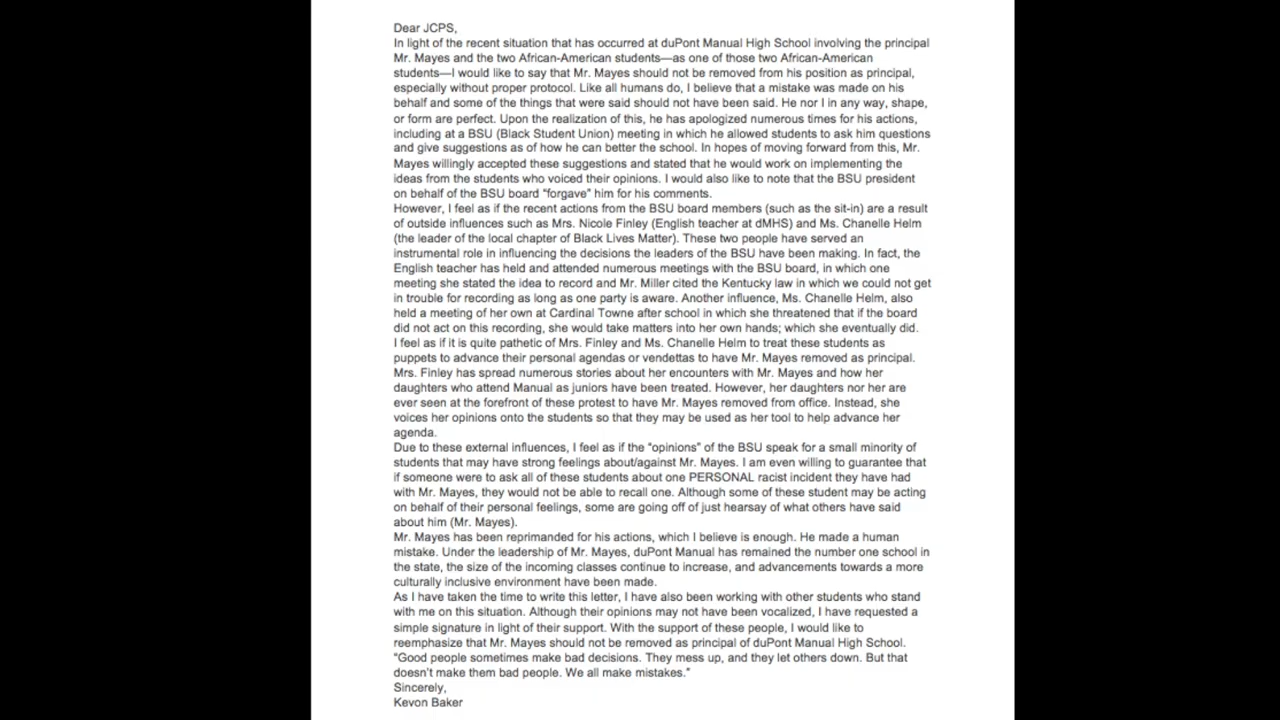 Dear JCPS,
In light of the recent situation that has occurred at duPont Manual High School involving the principal
Mr. Mayes and the two African-American students—as one of those two African-American
students—I would like to say that Mr. Mayes should not be removed from his position as principal,
especially without proper protocol. Like all humans do, I believe that a mistake was made on his
behalf and some of the things that were said should not have been said. He nor I in any way, shape,
or form are perfect. Upon the realization of this, he has apologized numerous times for his actions,
including at a BSU (Black Student Union) meeting in which he allowed students to ask him questions
and give suggestions as of how he can better the school. In hopes of moving forward from this, Mr.
Mayes willingly accepted these suggestions and stated that he would work on implementing the
ideas from the students who voiced their opinions. I would also like to note that the BSU president
on behalf of the BSU board “forgave” him for his comments.
However, I feel as if the recent actions from the BSU board members (such as the sit-in) are a result
of outside influences such as Mrs. Nicole Finley (English teacher at dMHS) and Ms. Chanelle Helm
(the leader of the local chapter of Black Lives Matter). These two people have served an
instrumental role in influencing the decisions the leaders of the BSU have been making. In fact, the
English teacher has held and attended numerous meetings with the BSU board, in which one
meeting she stated the idea to record and Mr. Miller cited the Kentucky law in which we could not get
in trouble for recording as long as one party is aware. Another influence, Ms. Chanelle Helm, also
held a meeting of her own at Cardinal Towne after school in which she threatened that if the board
did not act on this recording, she would take matters into her own hands; which she eventually did.
I feel as if it is quite pathetic of Mrs. Finley and Ms. Chanelle Helm to treat these students as
puppets to advance their personal agendas or vendettas to have Mr. Mayes removed as principal.
Mrs. Finley has spread numerous stories about her encounters with Mr. Mayes and how her
daughters who attend Manual as juniors have been treated. However, her daughters nor her are
ever seen at the forefront of these protest to have Mr. Mayes removed from office. Instead, she
voices her opinions onto the students so that they may be used as her tool to help advance her
agenda.
Due to these external influences, I feel as if the “opinions” of the BSU speak for a small minority of
students that may have strong feelings about/against Mr. Mayes. I am even willing to guarantee that
if someone were to ask all of these students about one PERSONAL racist incident they have had
with Mr. Mayes, they would not be able to recall one. Although some of these student may be acting
on behalf of their personal feelings, some are going off of just hearsay of what others have said
about him (Mr. Mayes).
Mr. Mayes has been reprimanded for his actions, which I believe is enough. He made a human
mistake. Under the leadership of Mr. Mayes, duPont Manual has remained the number one school in
the state, the size of the incoming classes continue to increase, and advancements towards a more
culturally inclusive environment have been made.
As I have taken the time to write this letter, I have also been working with other students who stand
with me on this situation. Although their opinions may not have been vocalized, I have requested a
simple signature in light of their support. With the support of these people, I would like to
reemphasize that Mr. Mayes should not be removed as principal of duPont Manual High School.
“Good people sometimes make bad decisions. They mess up, and they let others down. But that
doesn’t make them bad people. We all make mistakes.”
Sincerely,
Kevon Baker